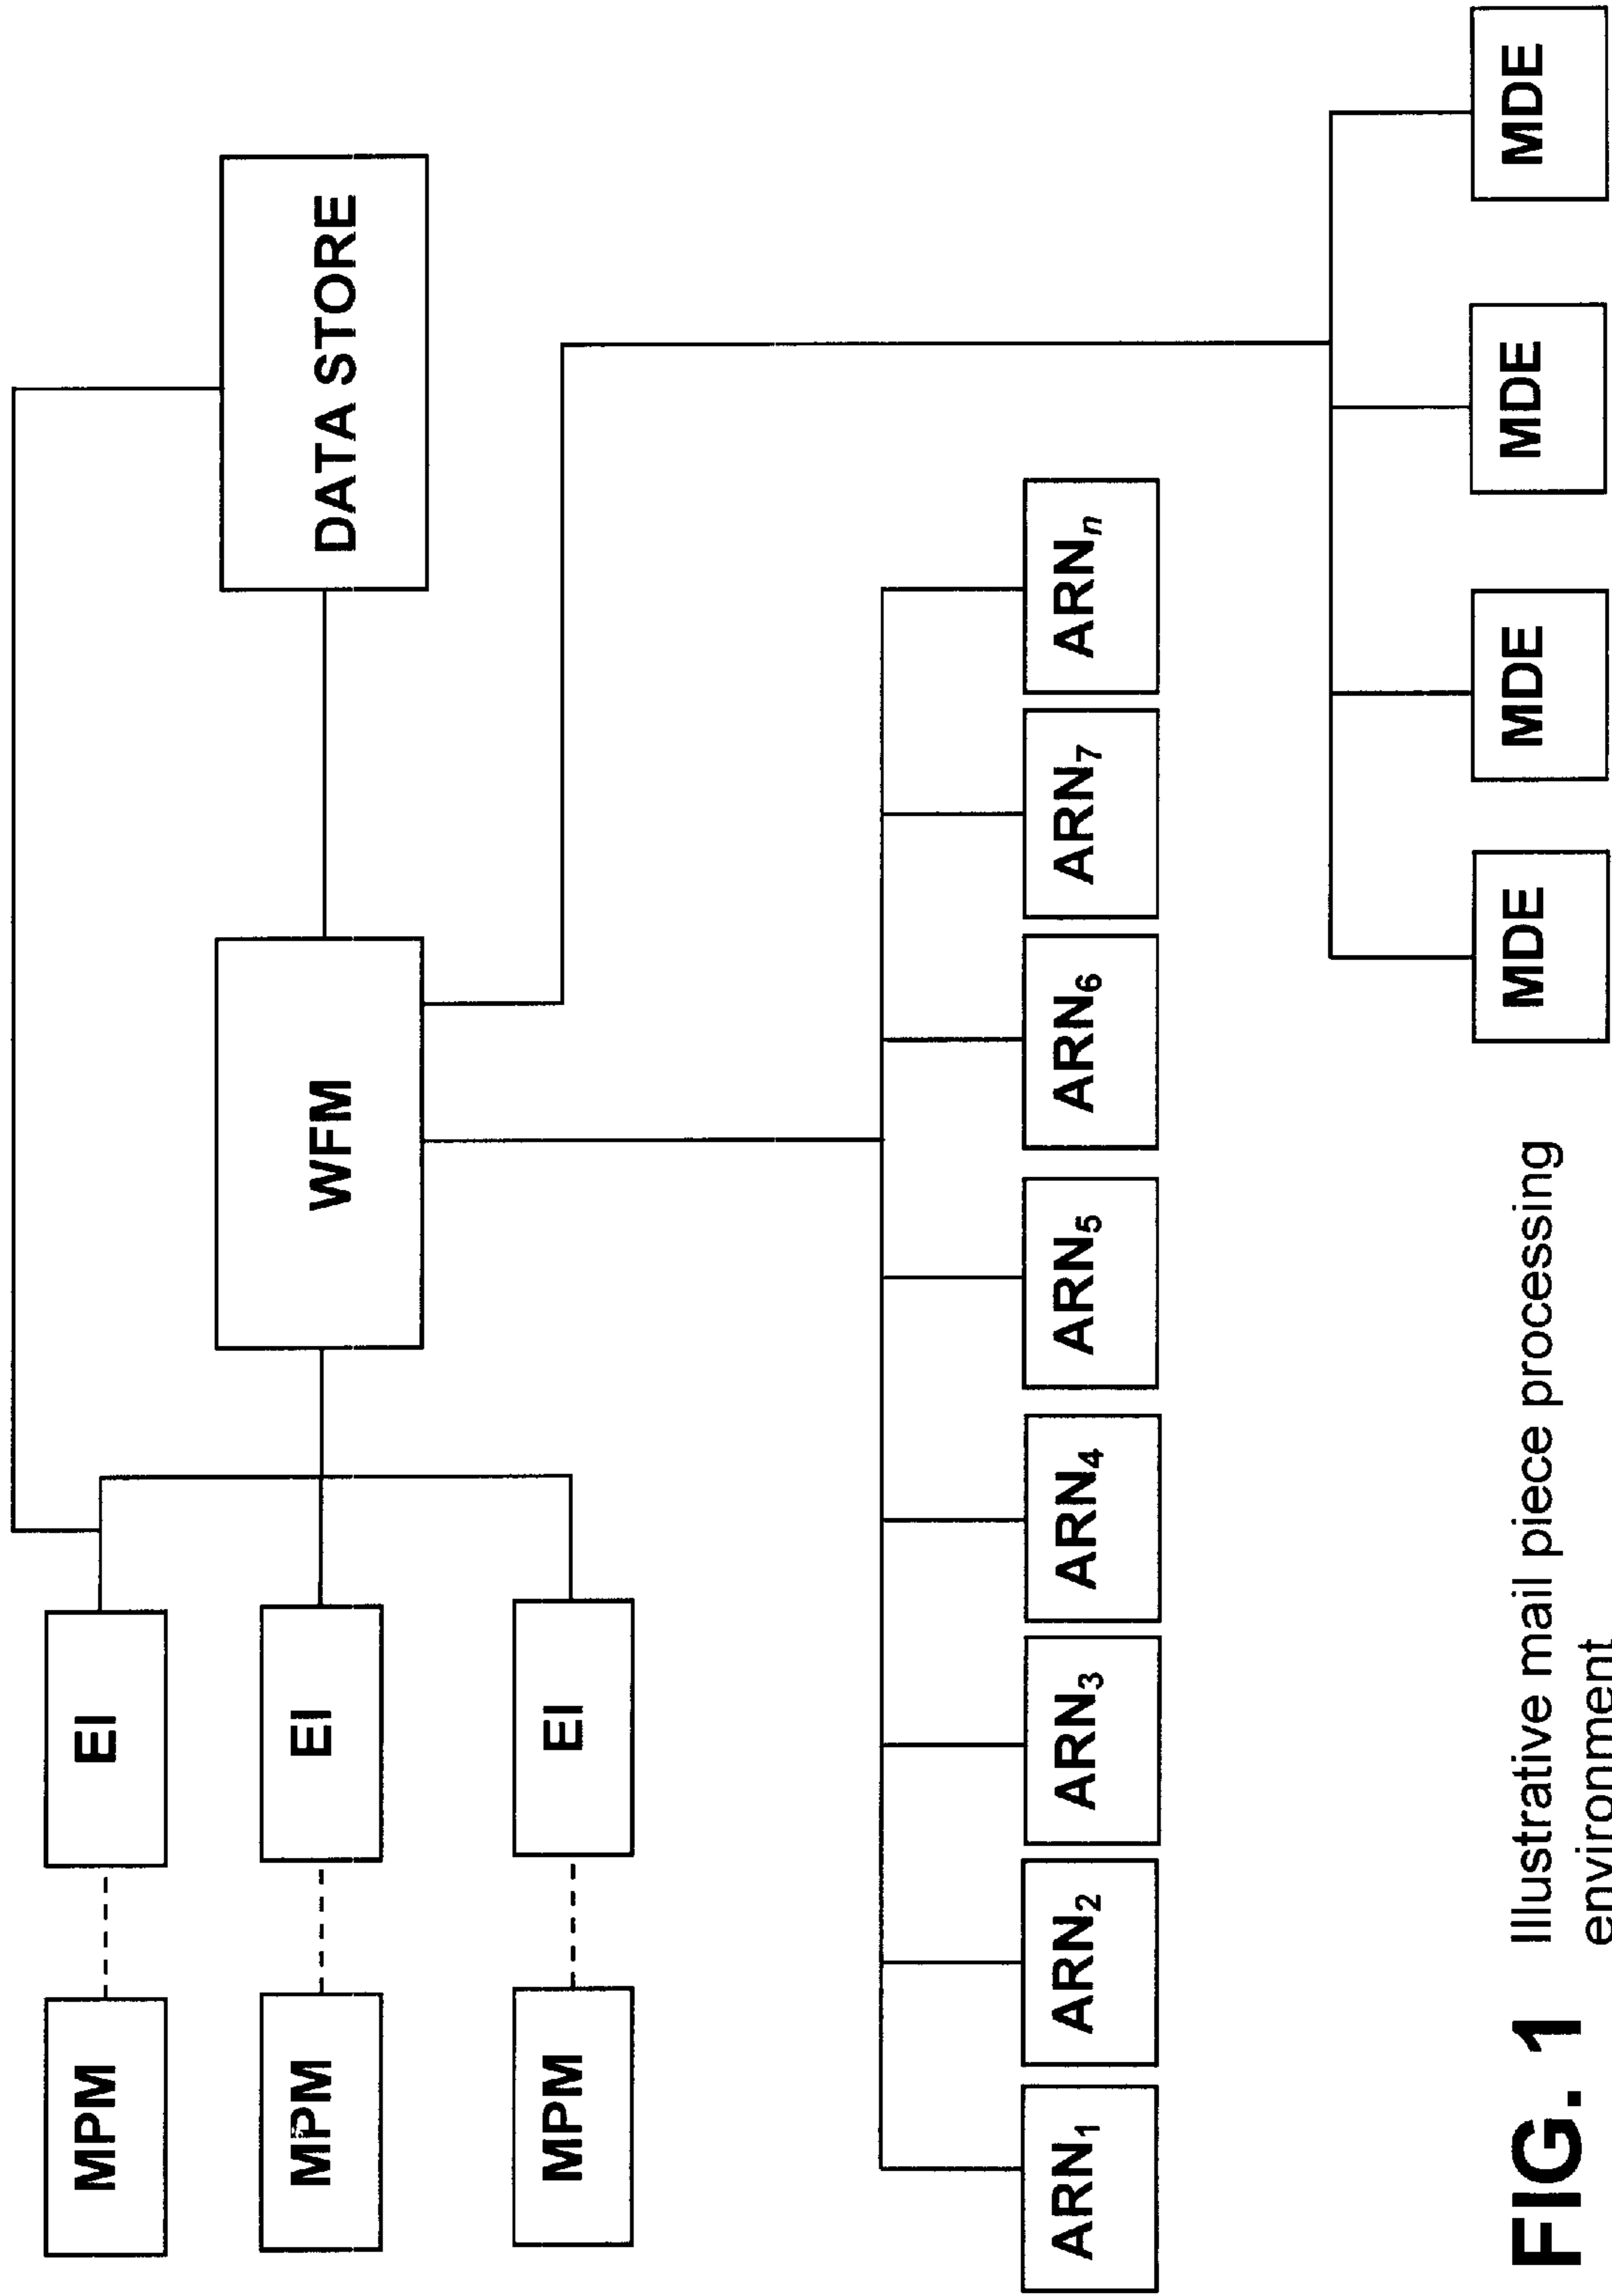 MPM
EI
MPM
EI
WFM
DATA STORE
MPM
EI
ARN1
ARN2
ARN3
ARN4
ARN5
ARN6
ARN7
ARNn
MDE
MDE
MDE
MDE
FIG. 1 Illustrative mail piece processing
environment